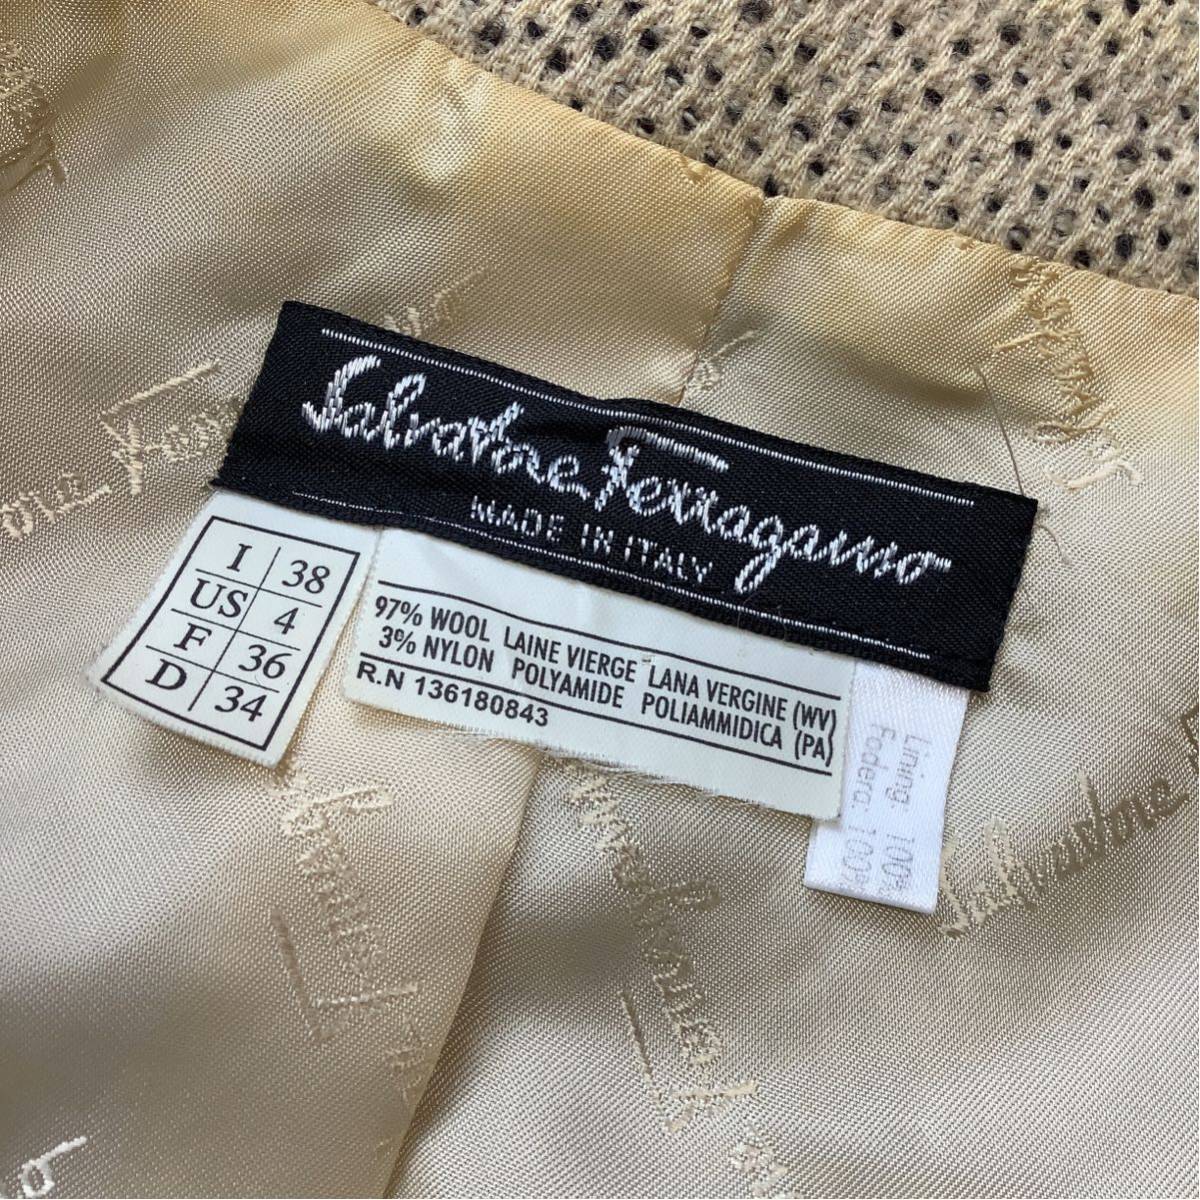 Salvatore Ferragamo
MADE IN ITALY
I 38
US 4
F 36
D 34
97% WOOL LAINE VIERGE LANA VERGINE (WV)
3% NYLON POLYAMIDE POLIAMMIDICA (PA)
R.N 136180843
Lining: 100%
Fodera: 100%
Salvatore